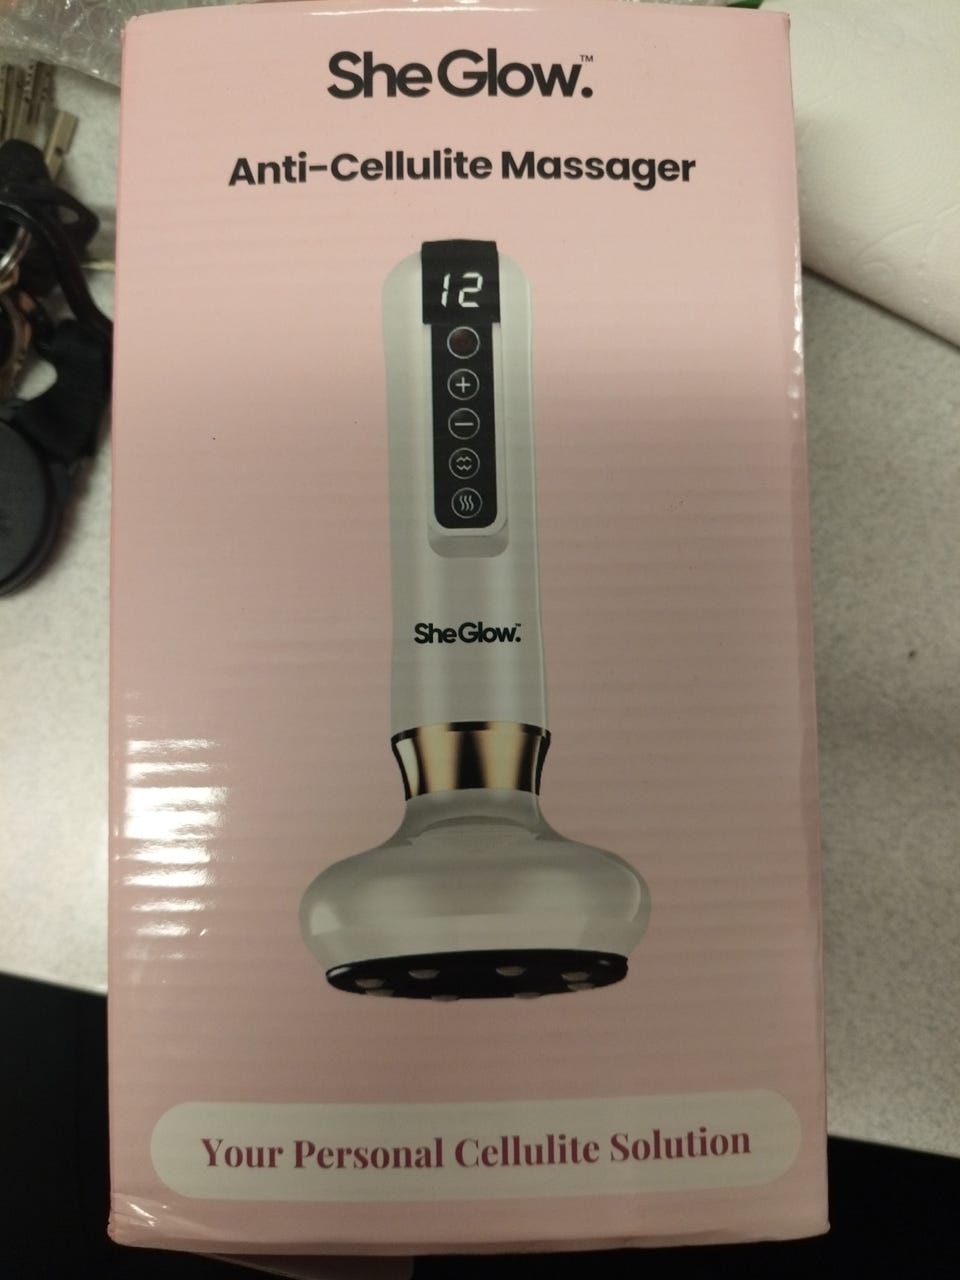 SheGlow.™
Anti-Cellulite Massager
12
SheGlow.™
Your Personal Cellulite Solution